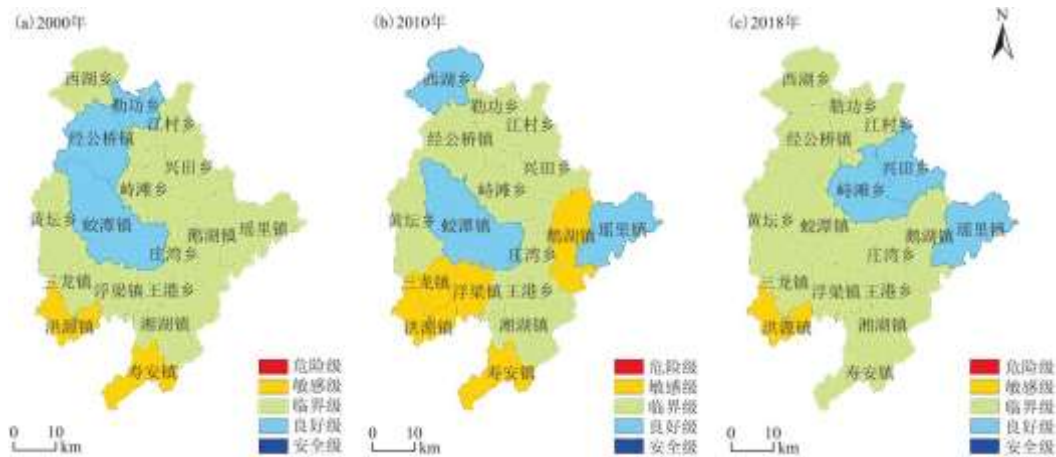 (a)2000年
西湖乡
勒功乡
江村乡
经公桥镇
兴田乡
峙滩乡
黄坛乡
蛟潭镇
瑶里镇
鹅湖镇
庄湾乡
三龙镇
浮梁镇
王港乡
洪源镇
湘湖镇
寿安镇
危险级
敏感级
临界级
良好级
安全级
0 10
km
(b)2010年
西湖乡
勒功乡
江村乡
经公桥镇
兴田乡
峙滩乡
黄坛乡
蛟潭镇
鹅湖镇
瑶里镇
庄湾乡
三龙镇
浮梁镇
王港乡
洪源镇
湘湖镇
寿安镇
危险级
敏感级
临界级
良好级
安全级
0 10
km
(c)2018年
N
西湖乡
勒功乡
江村乡
经公桥镇
兴田乡
峙滩乡
黄坛乡
蛟潭镇
鹅湖镇
瑶里镇
庄湾乡
三龙镇
浮梁镇
王港乡
洪源镇
湘湖镇
寿安镇
危险级
敏感级
临界级
良好级
安全级
0 10
km